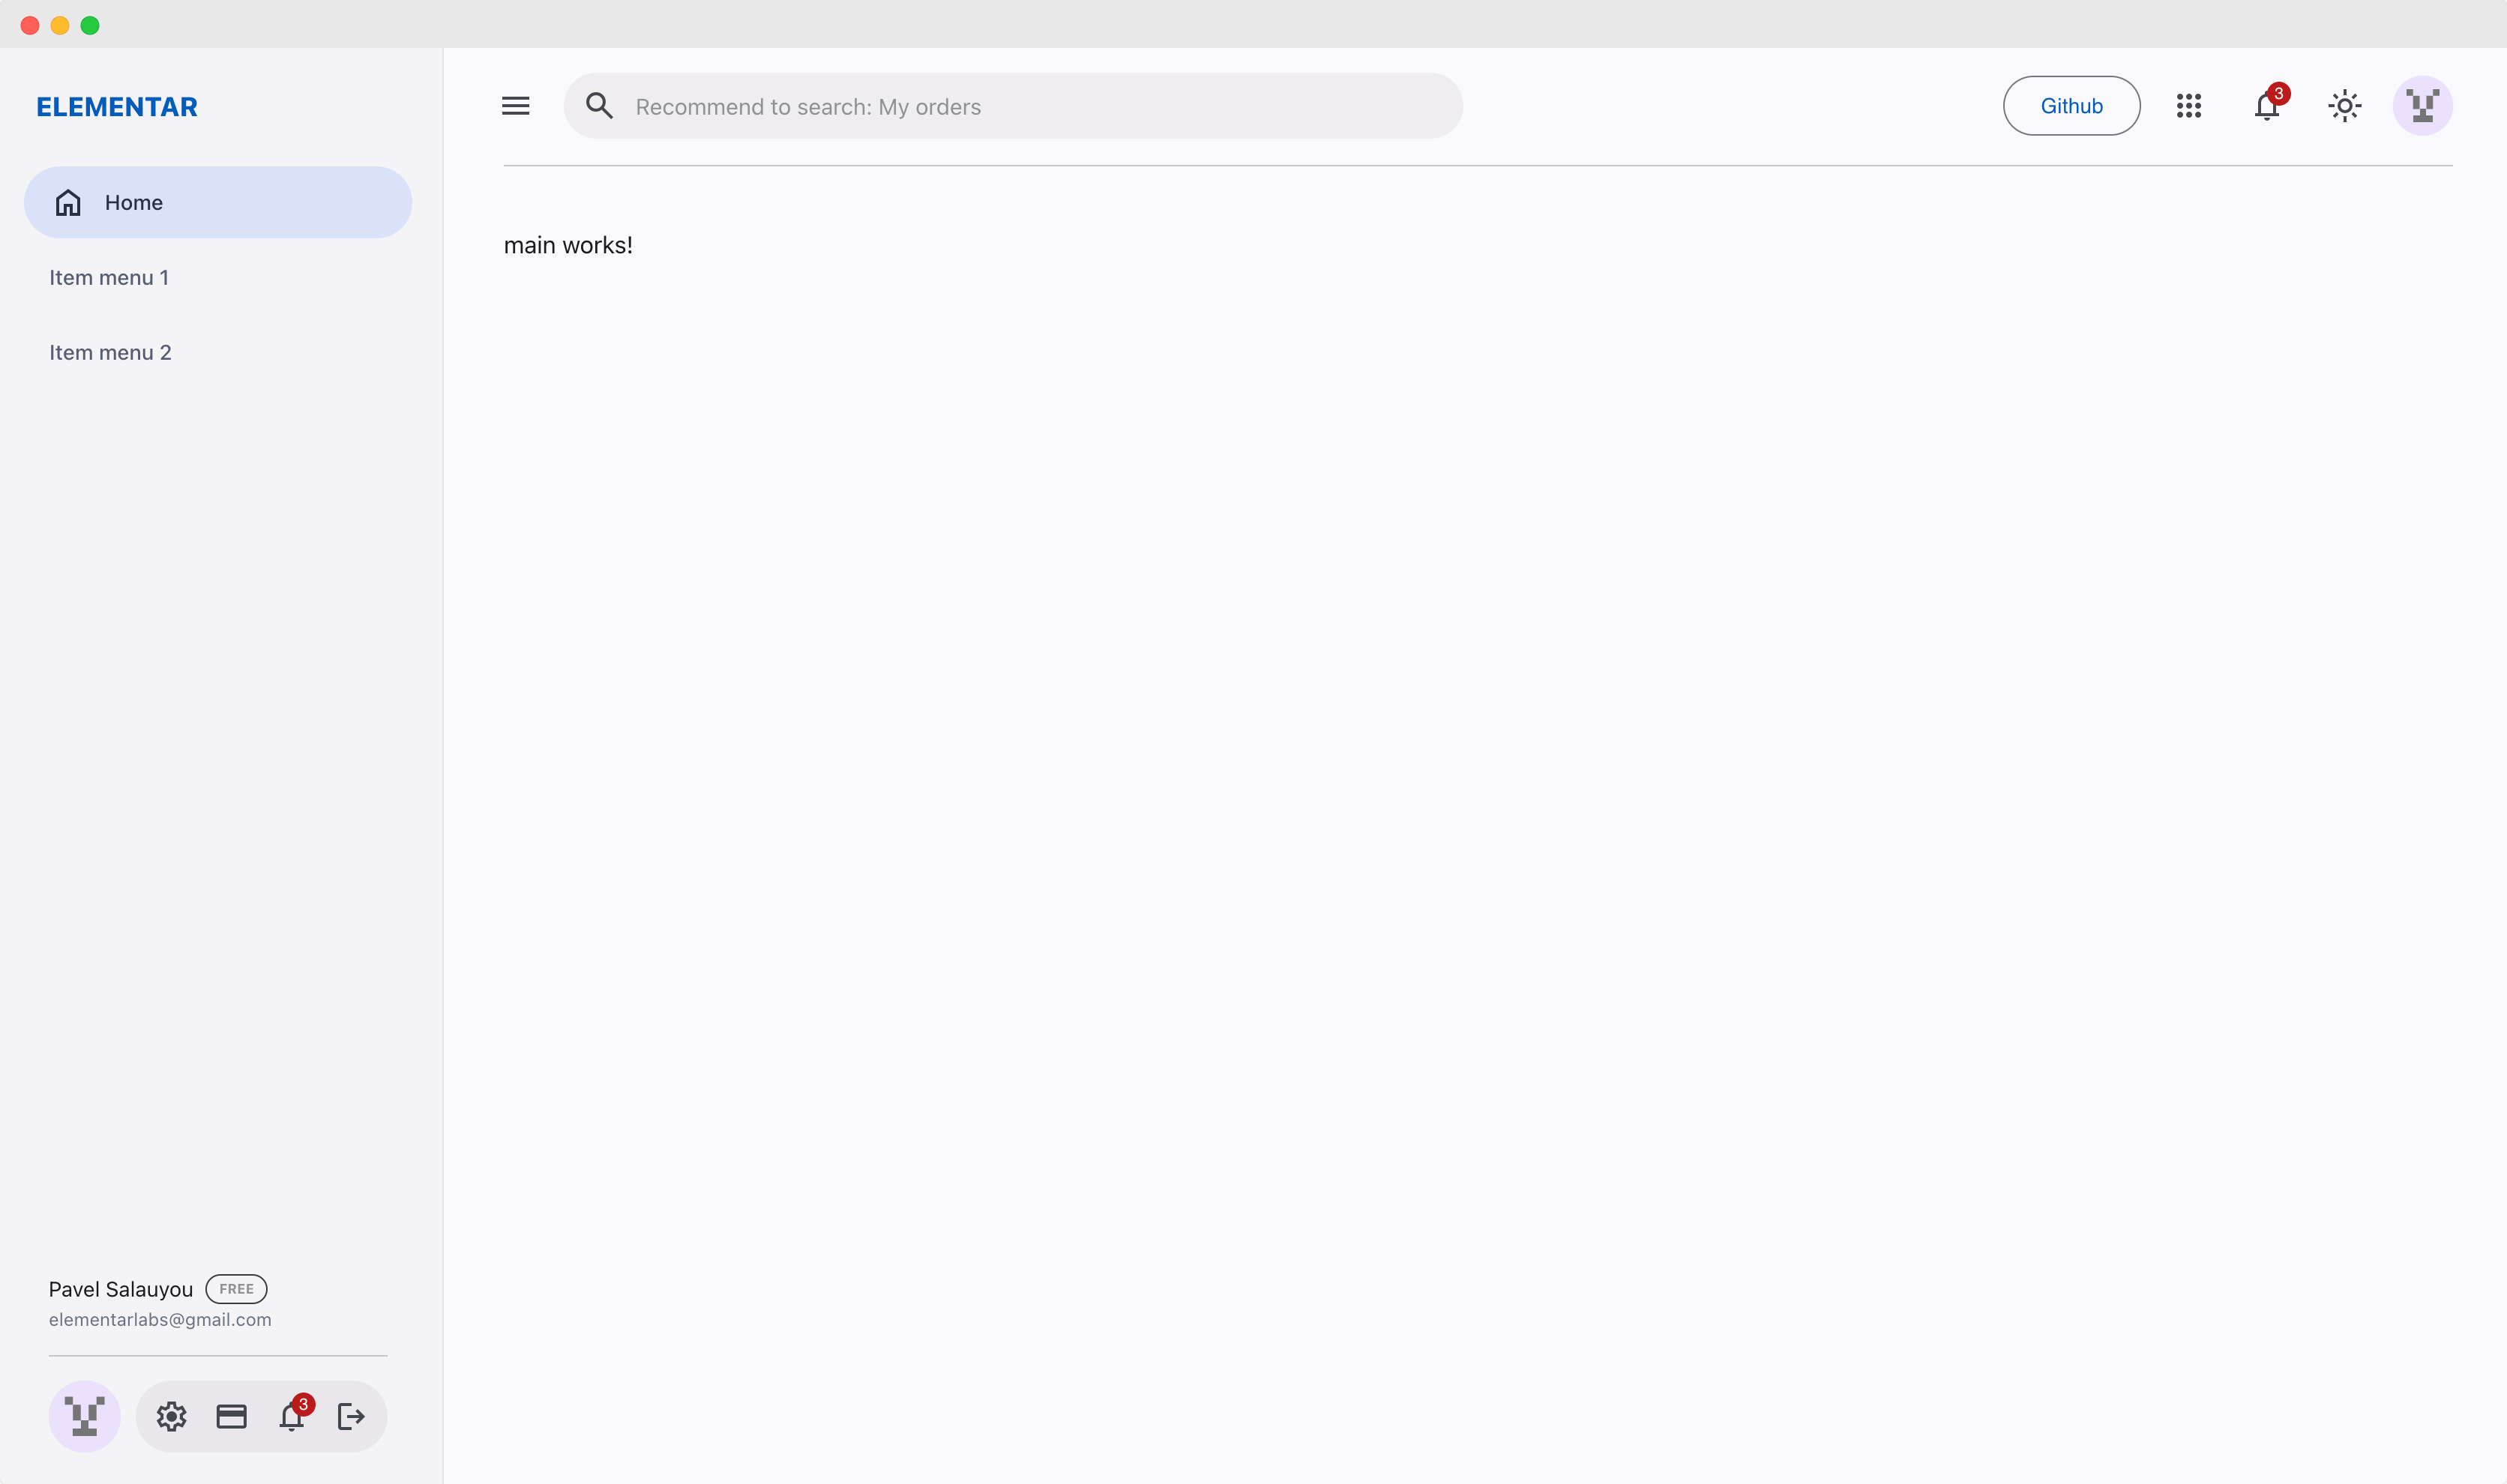 ELEMENTAR
Home
Item menu 1
Item menu 2
Pavel Salauyou FREE
elementarlabs@gmail.com
3
Recommend to search: My orders
Github
3
main works!